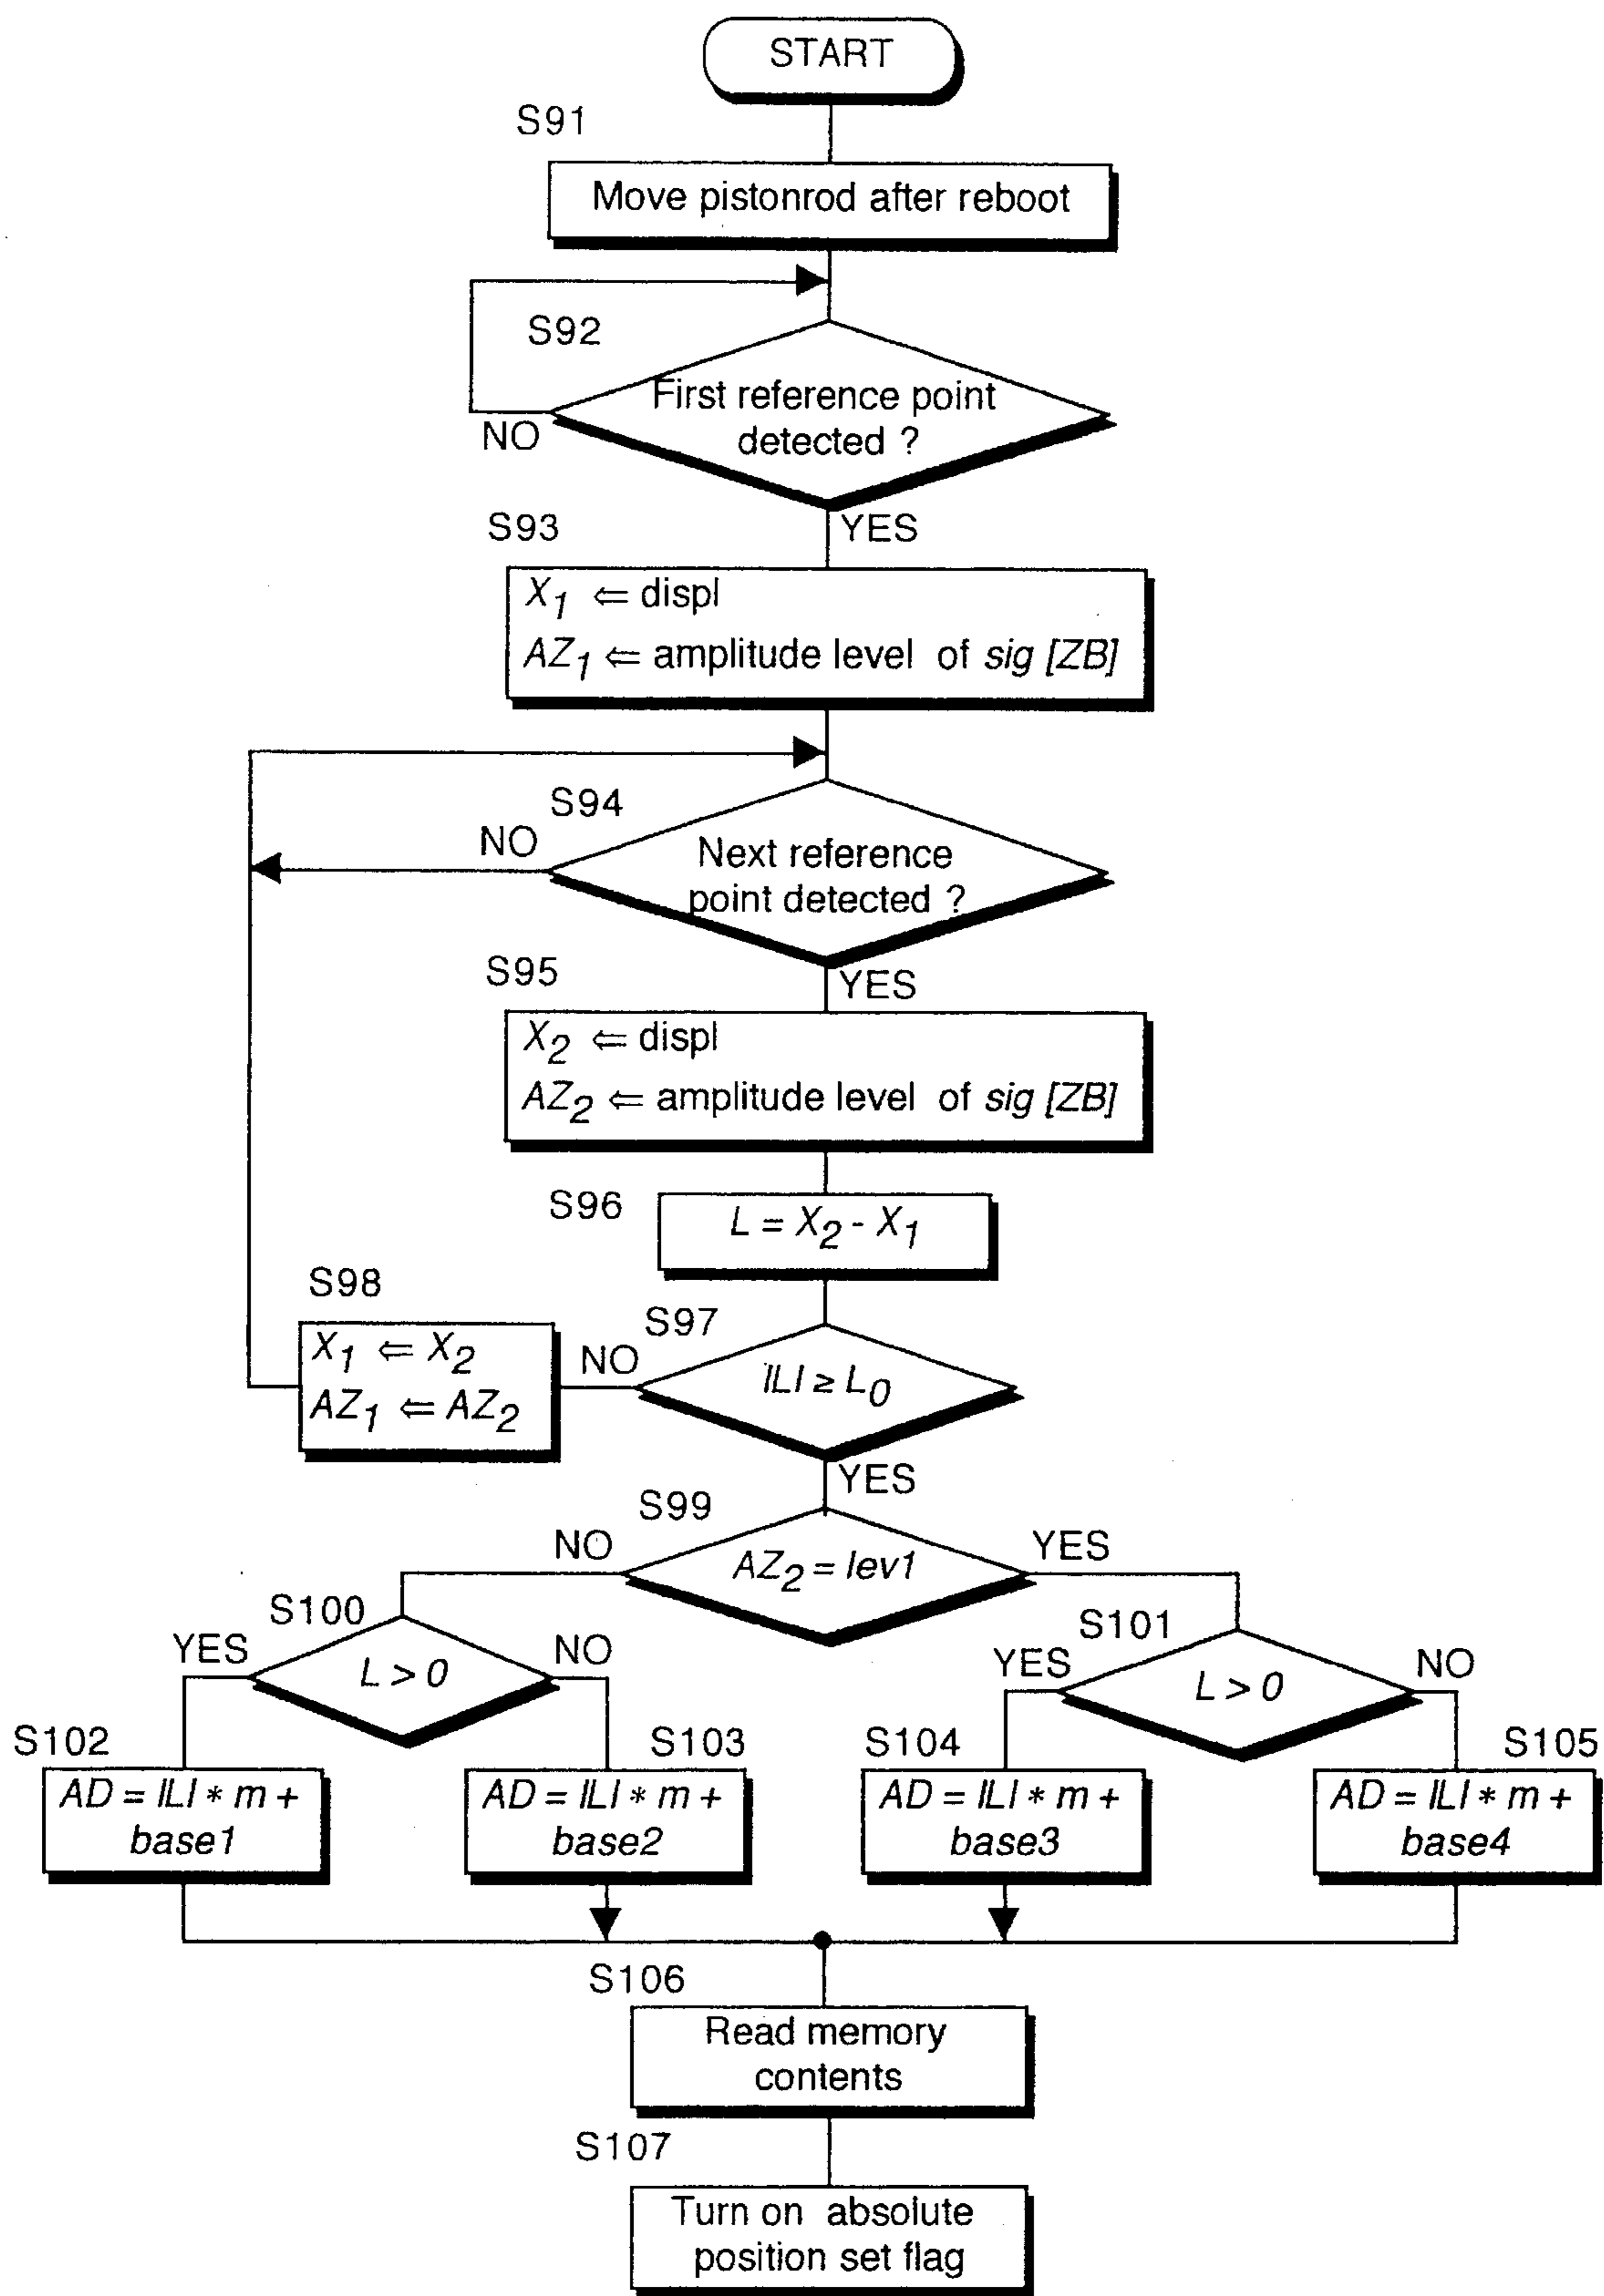 START
S91
Move pistonrod after reboot
S92
First reference point
detected ?
NO
YES
S93
X1 ⇐ displ
AZ1 ⇐ amplitude level of sig [ZB]
S94
NO
Next reference
point detected ?
YES
S95
X2 ⇐ displ
AZ2 ⇐ amplitude level of sig [ZB]
S96
L = X2 - X1
S98
X1 ⇐ X2
AZ1 ⇐ AZ2
S97
NO
|L| ≥ L0
YES
S99
NO
AZ2 = lev1
YES
S100
YES
L > 0
NO
S101
YES
L > 0
NO
S102
AD = |L| * m +
base1
S103
AD = |L| * m +
base2
S104
AD = |L| * m +
base3
S105
AD = |L| * m +
base4
S106
Read memory
contents
S107
Turn on absolute
position set flag